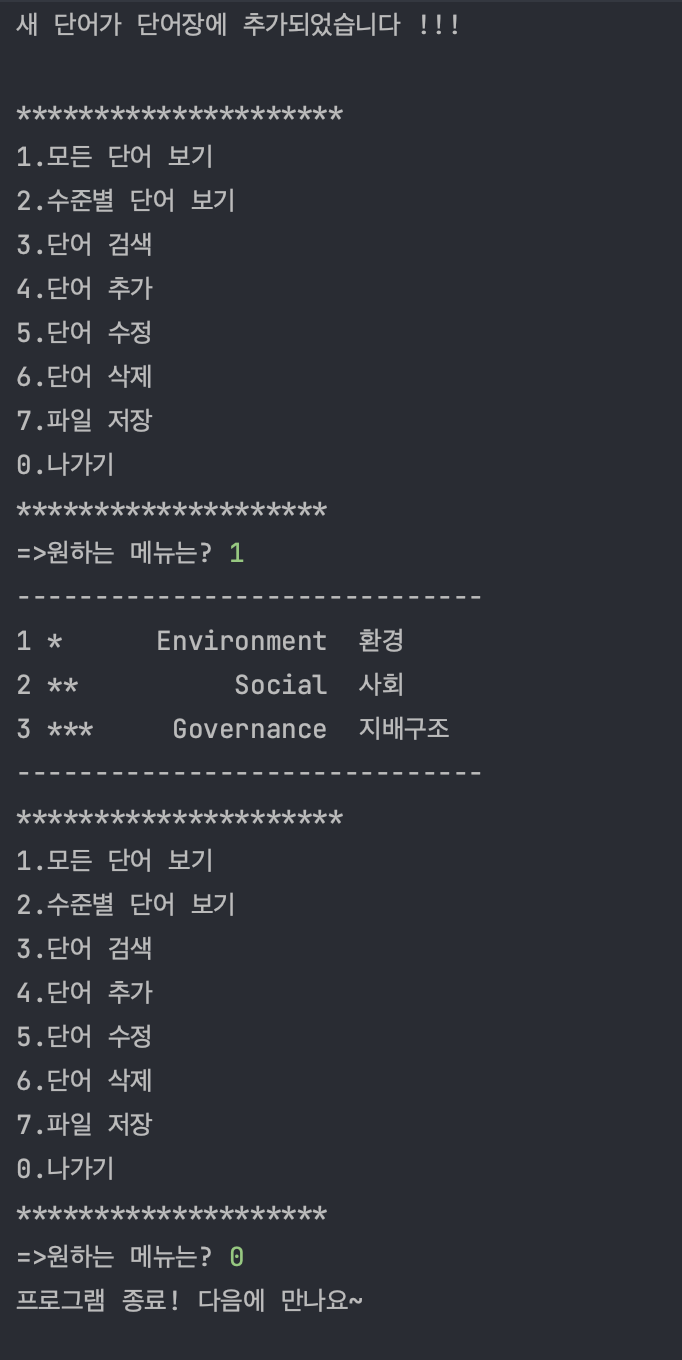 새 단어가 단어장에 추가되었습니다 !!!
*********************
1.모든 단어 보기
2.수준별 단어 보기
3.단어 검색
4.단어 추가
5.단어 수정
6.단어 삭제
7.파일 저장
0.나가기
********************
=>원하는 메뉴는? 1
------------------------------
1 *      Environment  환경
2 **          Social  사회
3 ***     Governance  지배구조
------------------------------
*********************
1.모든 단어 보기
2.수준별 단어 보기
3.단어 검색
4.단어 추가
5.단어 수정
6.단어 삭제
7.파일 저장
0.나가기
********************
=>원하는 메뉴는? 0
프로그램 종료! 다음에 만나요~